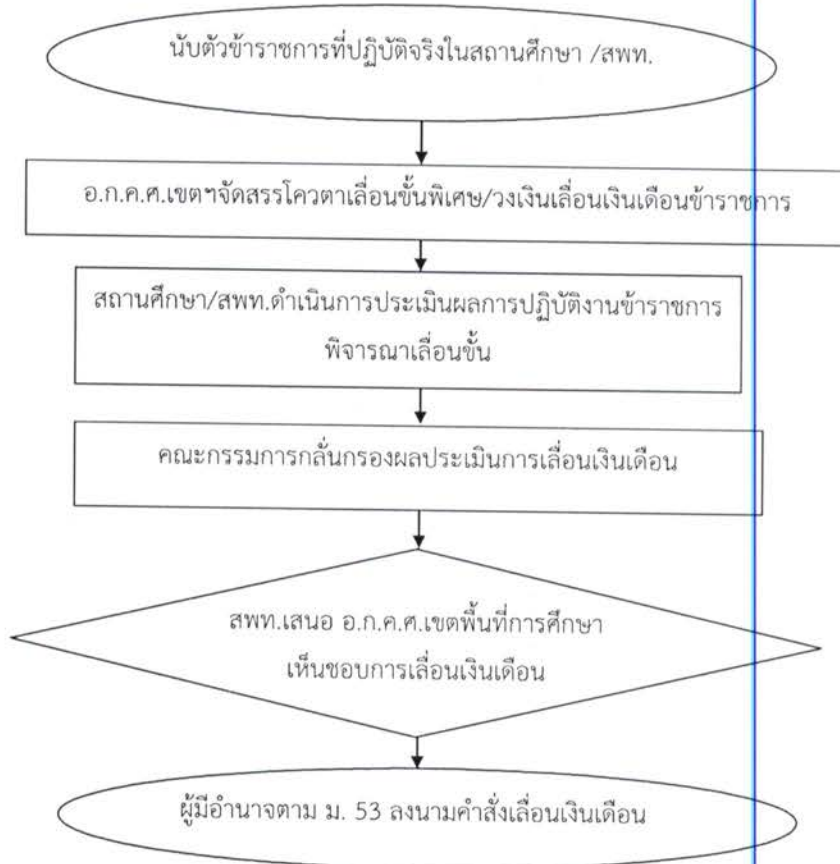 นับตัวข้าราชการที่ปฏิบัติจริงในสถานศึกษา /สพท.
อ.ก.ค.ศ.เขตฯจัดสรรโควตาเลื่อนขั้นพิเศษ/วงเงินเลื่อนเงินเดือนข้าราชการ
สถานศึกษา/สพท.ดำเนินการประเมินผลการปฏิบัติงานข้าราชการ
พิจารณาเลื่อนขั้น
คณะกรรมการกลั่นกรองผลประเมินการเลื่อนเงินเดือน
สพท.เสนอ อ.ก.ค.ศ.เขตพื้นที่การศึกษา
เห็นชอบการเลื่อนเงินเดือน
ผู้มีอำนาจตาม ม. 53 ลงนามคำสั่งเลื่อนเงินเดือน